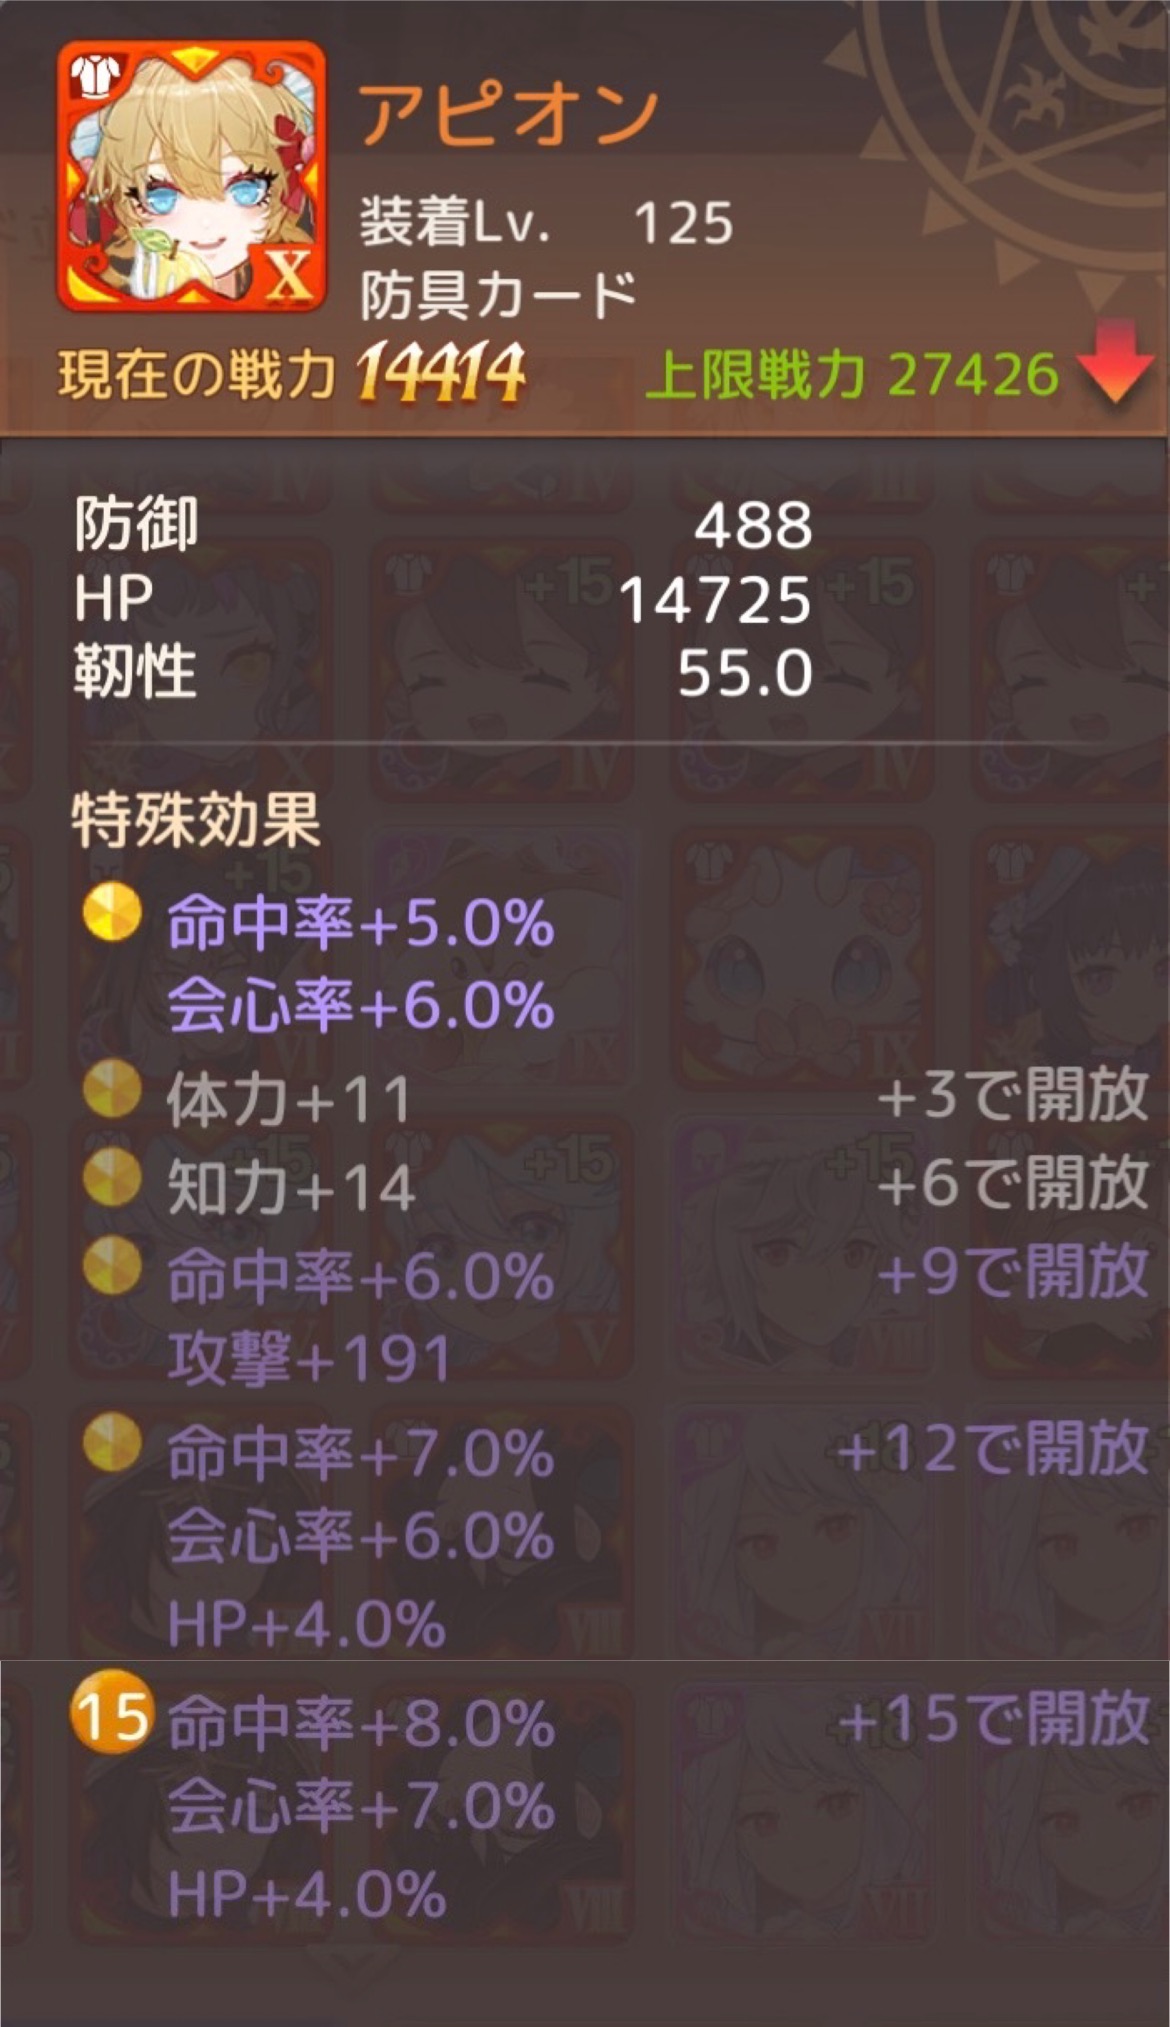 アピオン
装着Lv. 125
防具カード
X
現在の戦力 14414 上限戦力 27426
防御 488
HP 14725
靭性 55.0
特殊効果
命中率+5.0%
会心率+6.0%
体力+11 +3で開放
知力+14 +6で開放
命中率+6.0% +9で開放
攻撃+191
命中率+7.0% +12で開放
会心率+6.0%
HP+4.0%
15 命中率+8.0% +15で開放
会心率+7.0%
HP+4.0%